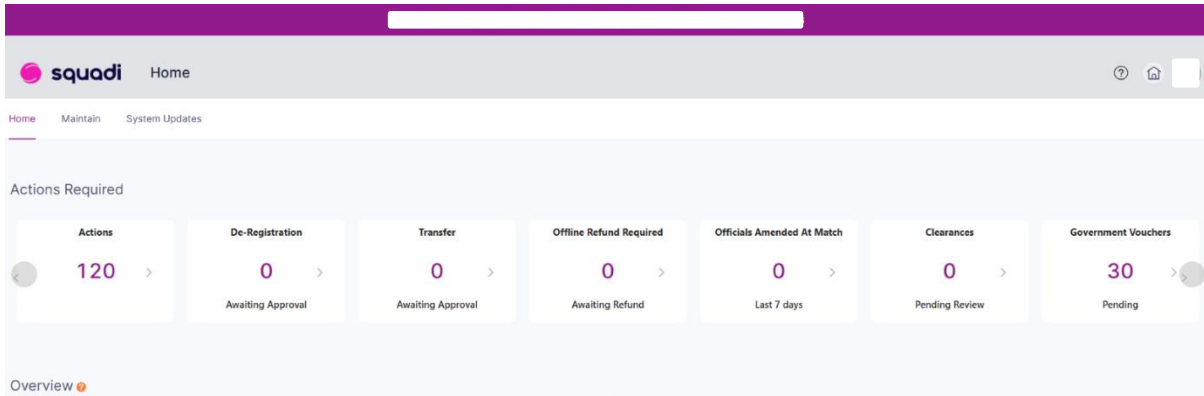 squadi Home
Home Maintain System Updates
Actions Required
Actions De-Registration Transfer Offline Refund Required Officials Amended At Match Clearances Government Vouchers
120 0 0 0 0 0 30
Awaiting Approval Awaiting Approval Awaiting Refund Last 7 days Pending Review Pending
Overview